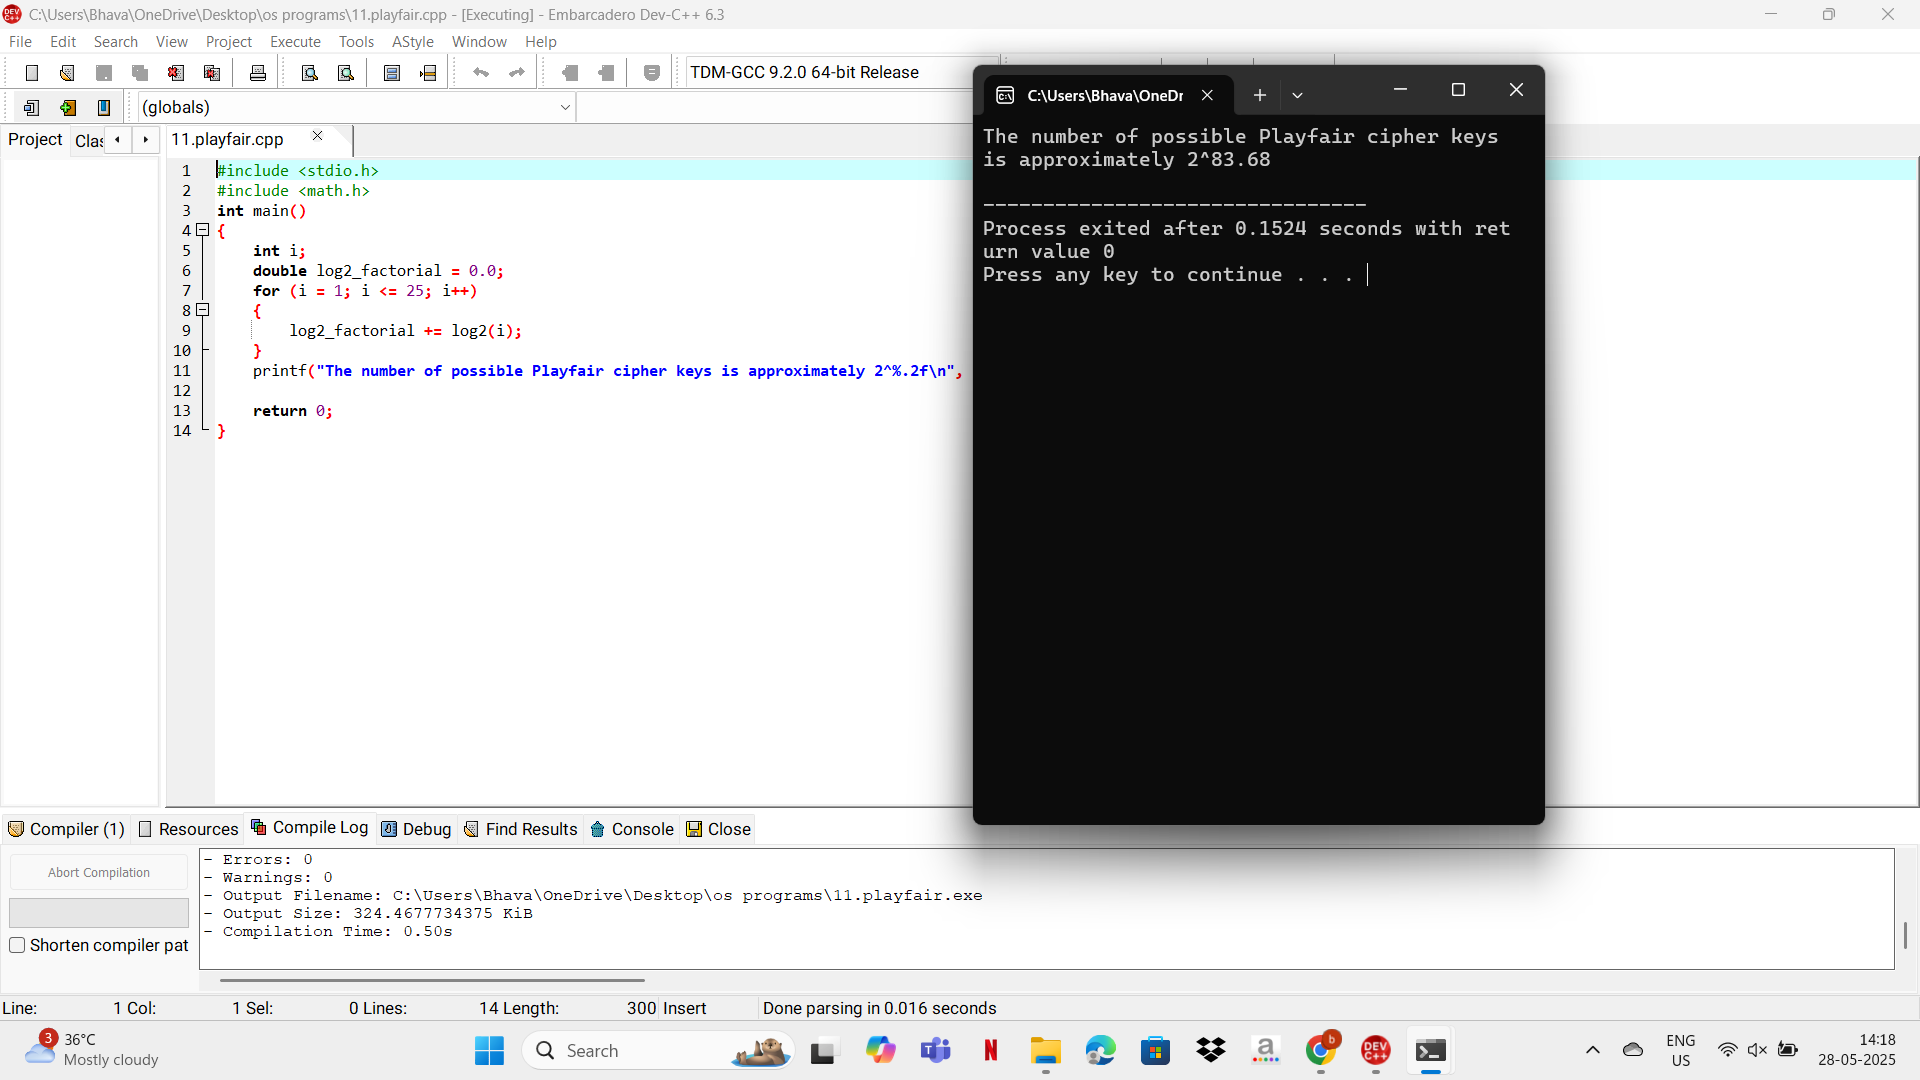 C:\Users\Bhava\OneDrive\Desktop\os programs\11.playfair.cpp - [Executing] - Embarcadero Dev-C++ 6.3
File Edit Search View Project Execute Tools AStyle Window Help
TDM-GCC 9.2.0 64-bit Release
(globals)
Project Clas 11.playfair.cpp
1 #include <stdio.h>
2 #include <math.h>
3 int main()
4 {
5 int i;
6 double log2_factorial = 0.0;
7 for (i = 1; i <= 25; i++)
8 {
9 log2_factorial += log2(i);
10 }
11 printf("The number of possible Playfair cipher keys is approximately 2^%.2f\n",
12
13 return 0;
14 }
C:\Users\Bhava\OneDr
The number of possible Playfair cipher keys
is approximately 2^83.68
--------------------------------
Process exited after 0.1524 seconds with ret
urn value 0
Press any key to continue . . .
Compiler (1) Resources Compile Log Debug Find Results Console Close
Abort Compilation
Shorten compiler pat
- Errors: 0
- Warnings: 0
- Output Filename: C:\Users\Bhava\OneDrive\Desktop\os programs\11.playfair.exe
- Output Size: 324.4677734375 KiB
- Compilation Time: 0.50s
Line: 1 Col: 1 Sel: 0 Lines: 14 Length: 300 Insert Done parsing in 0.016 seconds
3
36°C
Mostly cloudy
Search
ENG
US
14:18
28-05-2025